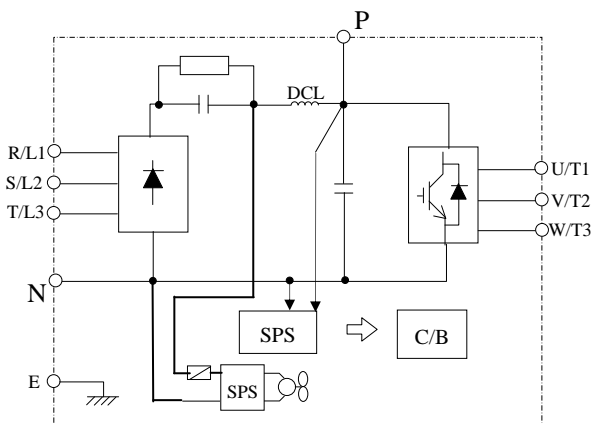 P
DCL
R/L1
S/L2
T/L3
U/T1
V/T2
W/T3
N
SPS
C/B
E
SPS